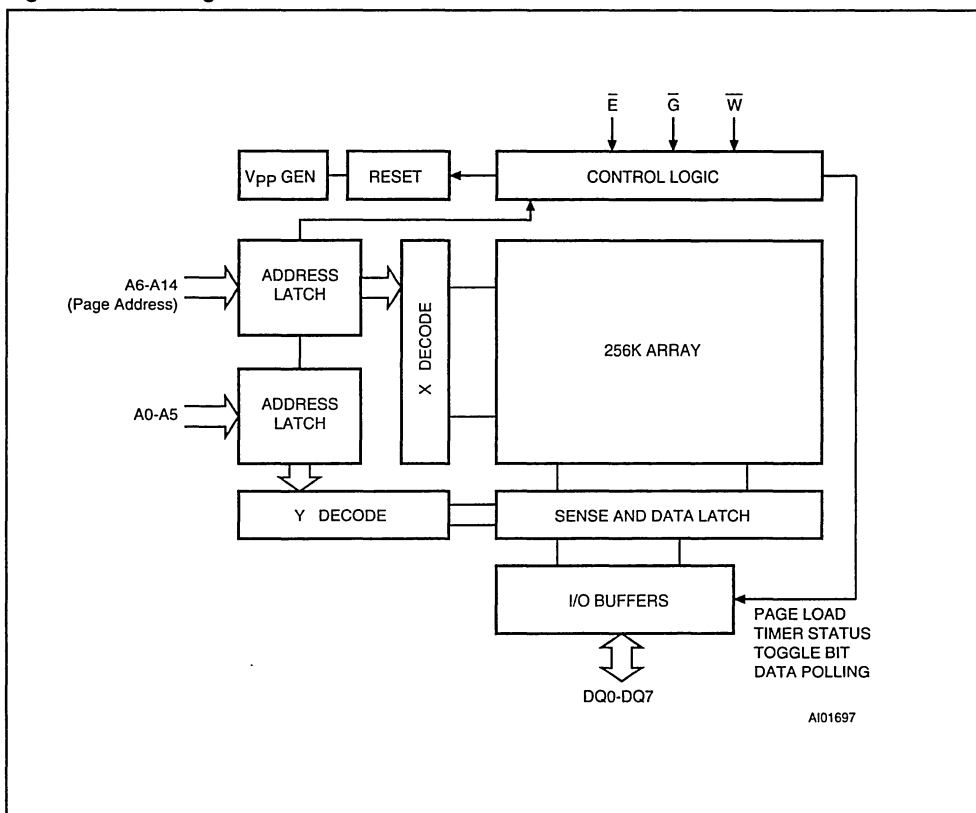 E̅ G̅ W̅
VPP GEN
RESET
CONTROL LOGIC
A6-A14
(Page Address)
ADDRESS
LATCH
X DECODE
256K ARRAY
A0-A5
ADDRESS
LATCH
Y DECODE
SENSE AND DATA LATCH
I/O BUFFERS
PAGE LOAD
TIMER STATUS
TOGGLE BIT
DATA POLLING
DQ0-DQ7
AI01697